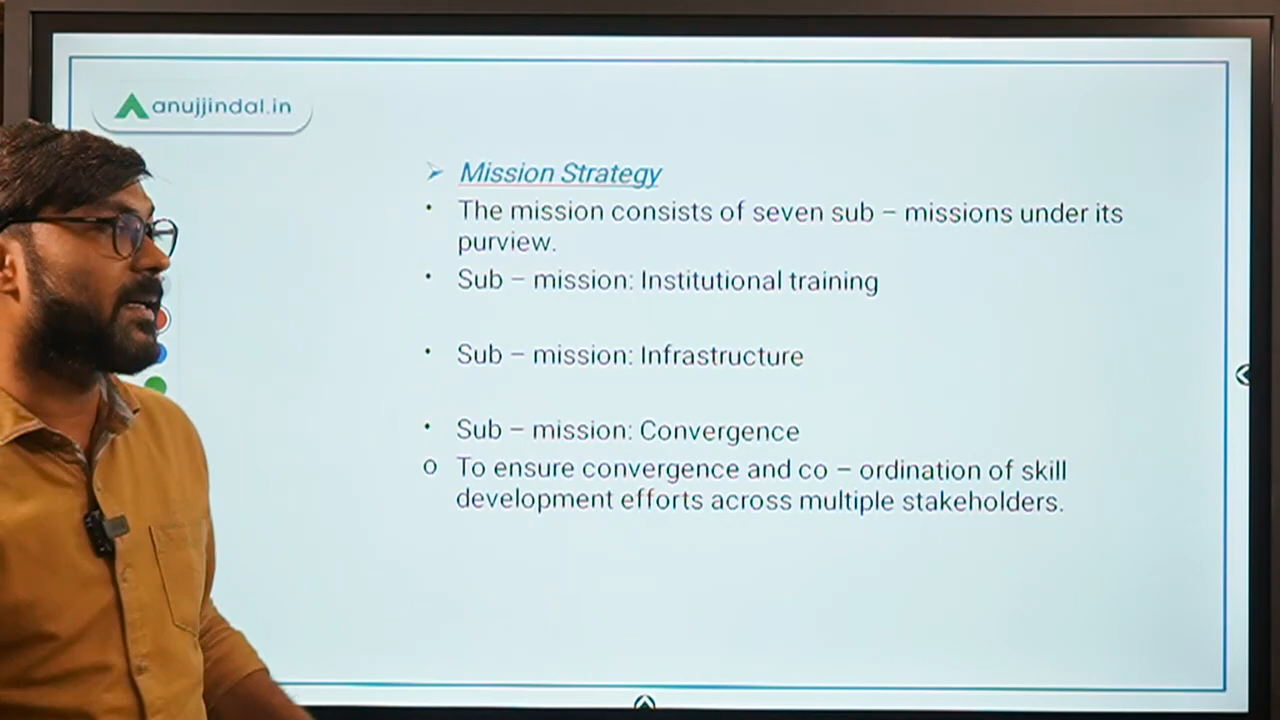 anujjindal.in
➢ Mission Strategy
• The mission consists of seven sub – missions under its
purview.
• Sub – mission: Institutional training
• Sub – mission: Infrastructure
• Sub – mission: Convergence
o To ensure convergence and co – ordination of skill
development efforts across multiple stakeholders.